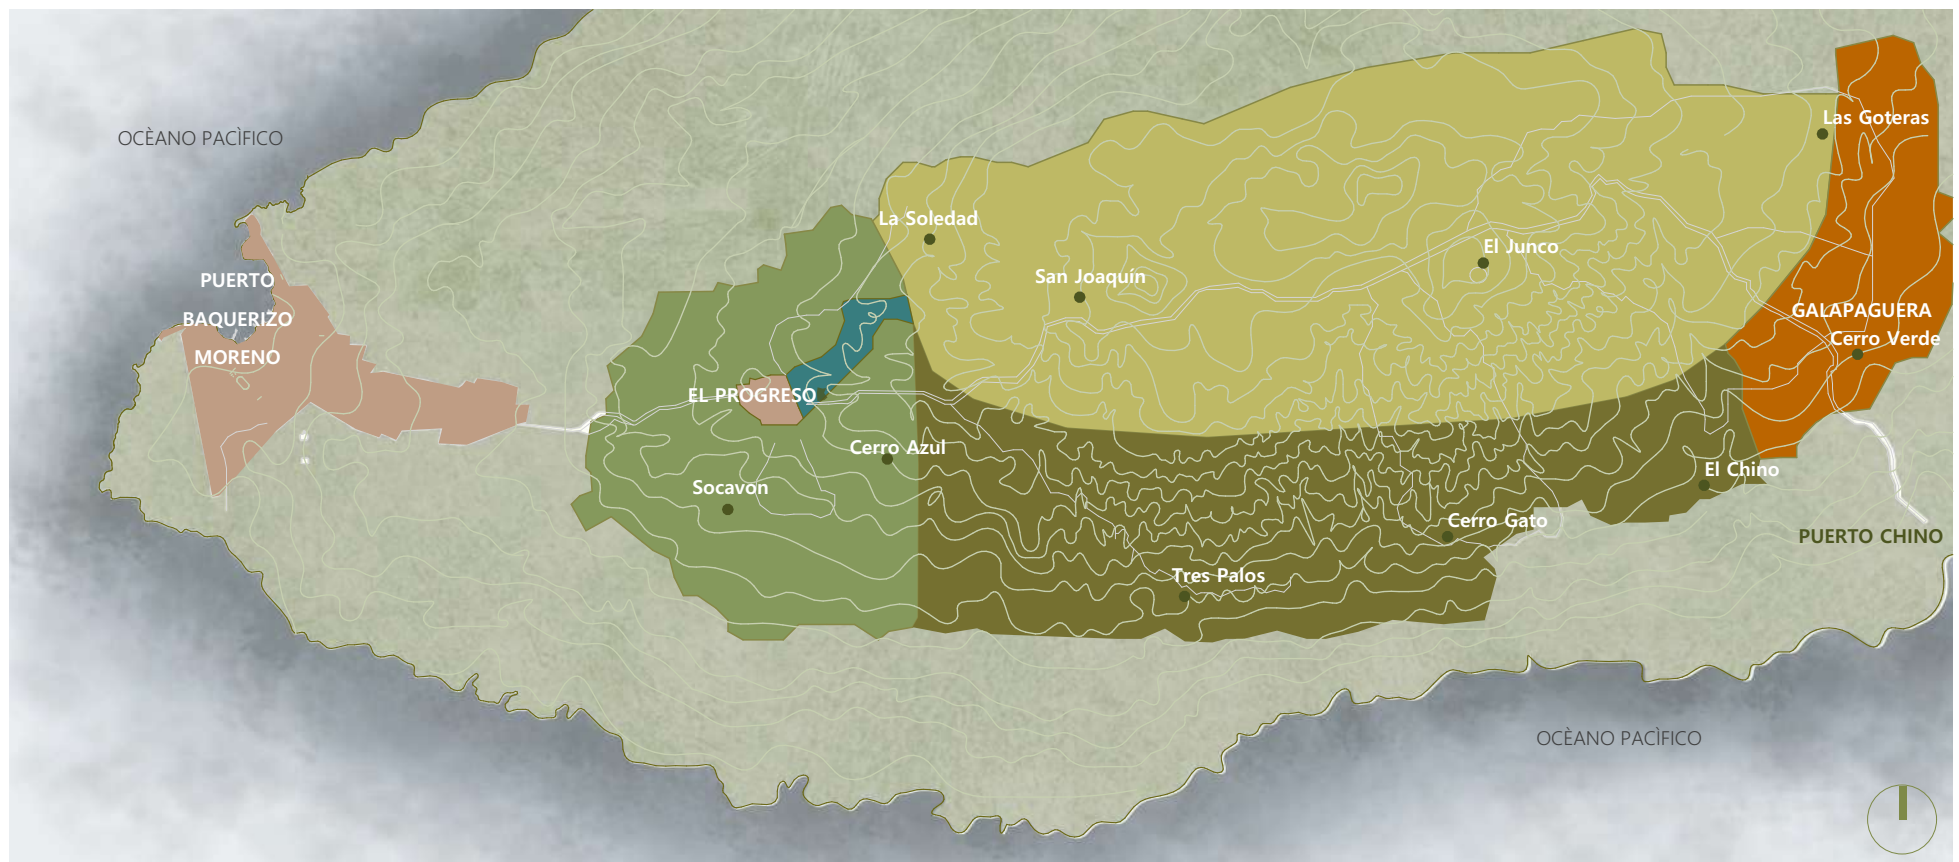 Las Goteras
OCÈANO PACÌFICO
La Soledad
El Junco
San Joaquín
PUERTO
BAQUERIZO
MORENO
GALAPAGUERA
Cerro Verde
EL PROGRESO
Cerro Azul
El Chino
Socavon
Cerro Gato
PUERTO CHINO
Tres Palos
OCÈANO PACÌFICO